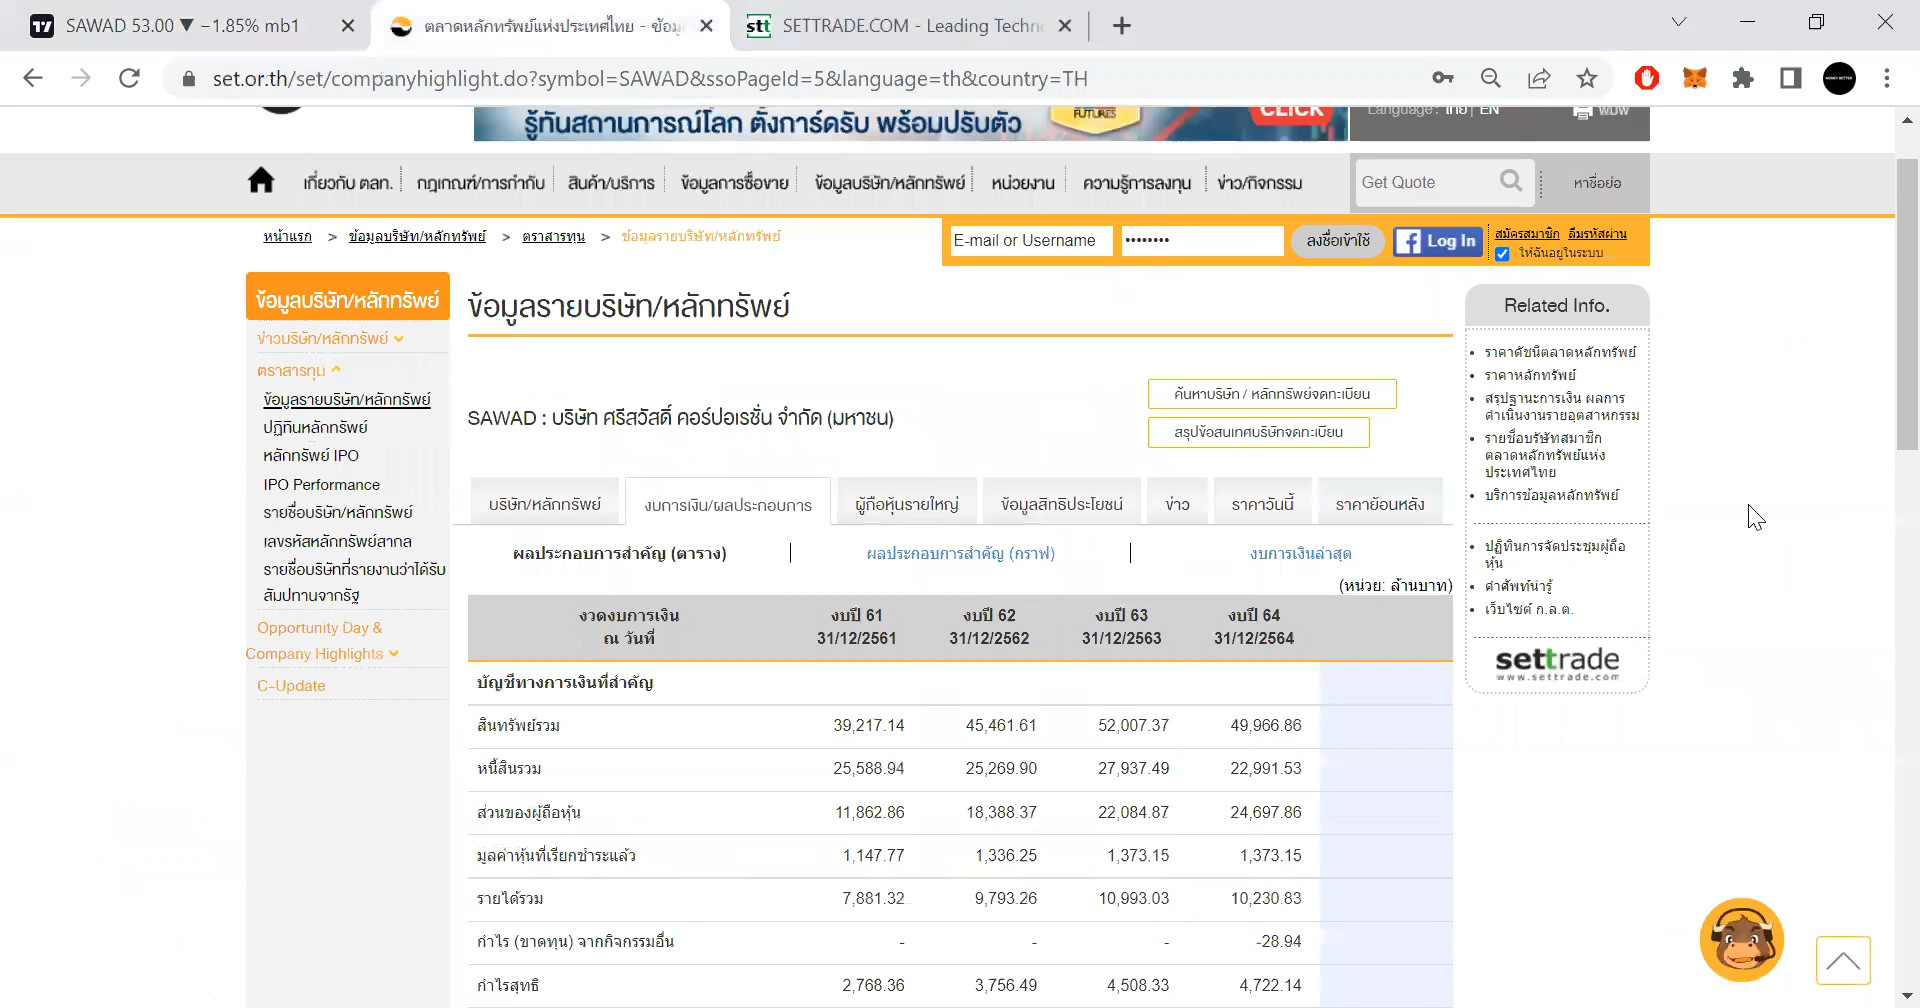 SAWAD 53.00 ▼ −1.85% mb1
ตลาดหลักทรัพย์แห่งประเทศไทย - ข้อมู
stt SETTRADE.COM - Leading Techn
set.or.th/set/companyhighlight.do?symbol=SAWAD&ssoPageId=5&language=th&country=TH
รู้ทันสถานการณ์โลก ตั้งการ์ดรับ พร้อมปรับตัว
FUTURES
CLICK
Language: ไทย | EN
พิมพ์
เกี่ยวกับ ตลท.
กฎเกณฑ์/การกำกับ
สินค้า/บริการ
ข้อมูลการซื้อขาย
ข้อมูลบริษัท/หลักทรัพย์
หน่วยงาน
ความรู้การลงทุน
ข่าว/กิจกรรม
Get Quote
หาชื่อย่อ
หน้าแรก > ข้อมูลบริษัท/หลักทรัพย์ > ตราสารทุน > ข้อมูลรายบริษัท/หลักทรัพย์
E-mail or Username
••••••••
ลงชื่อเข้าใช้
f Log In
สมัครสมาชิก ลืมรหัสผ่าน
ให้ฉันอยู่ในระบบ
ข้อมูลบริษัท/หลักทรัพย์
ข่าวบริษัท/หลักทรัพย์
ตราสารทุน
ข้อมูลรายบริษัท/หลักทรัพย์
ปฏิทินหลักทรัพย์
หลักทรัพย์ IPO
IPO Performance
รายชื่อบริษัท/หลักทรัพย์
เลขรหัสหลักทรัพย์สากล
รายชื่อบริษัทที่รายงานว่าได้รับ
สัมปทานจากรัฐ
Opportunity Day &
Company Highlights
C-Update
ข้อมูลรายบริษัท/หลักทรัพย์
SAWAD : บริษัท ศรีสวัสดิ์ คอร์ปอเรชั่น จำกัด (มหาชน)
ค้นหาบริษัท / หลักทรัพย์จดทะเบียน
สรุปข้อสนเทศบริษัทจดทะเบียน
บริษัท/หลักทรัพย์
งบการเงิน/ผลประกอบการ
ผู้ถือหุ้นรายใหญ่
ข้อมูลสิทธิประโยชน์
ข่าว
ราคาวันนี้
ราคาย้อนหลัง
ผลประกอบการสำคัญ (ตาราง) | ผลประกอบการสำคัญ (กราฟ) | งบการเงินล่าสุด
(หน่วย: ล้านบาท)
งวดงบการเงิน งบปี 61 งบปี 62 งบปี 63 งบปี 64
ณ วันที่ 31/12/2561 31/12/2562 31/12/2563 31/12/2564
บัญชีทางการเงินที่สำคัญ
สินทรัพย์รวม 39,217.14 45,461.61 52,007.37 49,966.86
หนี้สินรวม 25,588.94 25,269.90 27,937.49 22,991.53
ส่วนของผู้ถือหุ้น 11,862.86 18,388.37 22,084.87 24,697.86
มูลค่าหุ้นที่เรียกชำระแล้ว 1,147.77 1,336.25 1,373.15 1,373.15
รายได้รวม 7,881.32 9,793.26 10,993.03 10,230.83
กำไร (ขาดทุน) จากกิจกรรมอื่น - - - -28.94
กำไรสุทธิ 2,768.36 3,756.49 4,508.33 4,722.14
Related Info.
• ราคาดัชนีตลาดหลักทรัพย์
• ราคาหลักทรัพย์
• สรุปฐานะการเงิน ผลการ
ดำเนินงานรายอุตสาหกรรม
• รายชื่อบริษัทสมาชิก
ตลาดหลักทรัพย์แห่ง
ประเทศไทย
• บริการข้อมูลหลักทรัพย์
• ปฏิทินการจัดประชุมผู้ถือ
หุ้น
• คำศัพท์น่ารู้
• เว็บไซต์ ก.ล.ต.
settrade
www.settrade.com